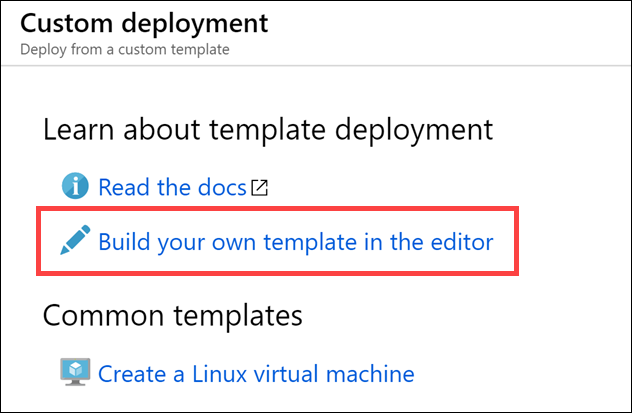 Custom deployment
Deploy from a custom template
Learn about template deployment
Read the docs
Build your own template in the editor
Common templates
Create a Linux virtual machine